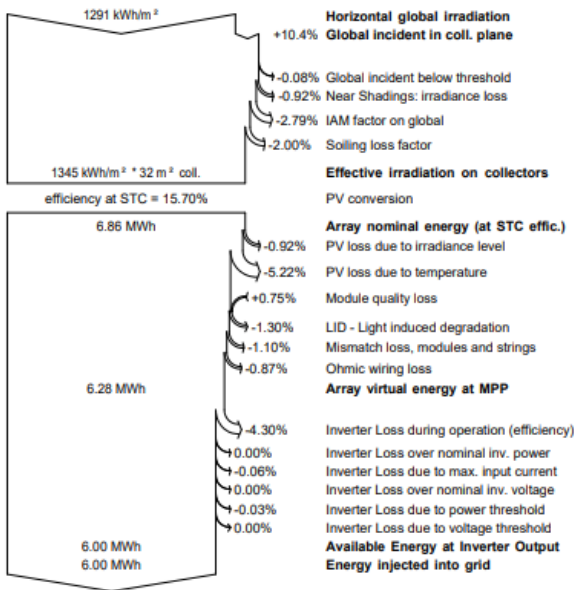 1291 kWh/m² Horizontal global irradiation
+10.4% Global incident in coll. plane
-0.08% Global incident below threshold
-0.92% Near Shadings: irradiance loss
-2.79% IAM factor on global
-2.00% Soiling loss factor
1345 kWh/m² * 32 m² coll. Effective irradiation on collectors
efficiency at STC = 15.70% PV conversion
6.86 MWh Array nominal energy (at STC effic.)
-0.92% PV loss due to irradiance level
-5.22% PV loss due to temperature
+0.75% Module quality loss
-1.30% LID - Light induced degradation
-1.10% Mismatch loss, modules and strings
-0.87% Ohmic wiring loss
6.28 MWh Array virtual energy at MPP
-4.30% Inverter Loss during operation (efficiency)
0.00% Inverter Loss over nominal inv. power
-0.06% Inverter Loss due to max. input current
0.00% Inverter Loss over nominal inv. voltage
-0.03% Inverter Loss due to power threshold
0.00% Inverter Loss due to voltage threshold
6.00 MWh Available Energy at Inverter Output
6.00 MWh Energy injected into grid